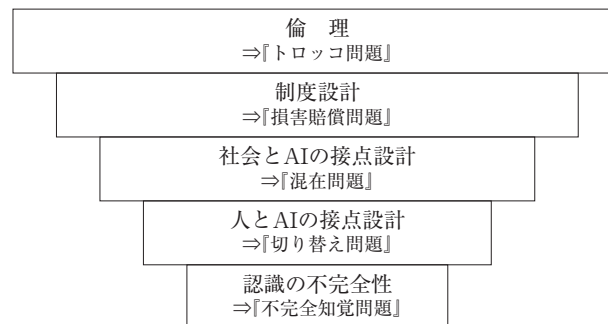 倫　理
⇒『トロッコ問題』
制度設計
⇒『損害賠償問題』
社会とAIの接点設計
⇒『混在問題』
人とAIの接点設計
⇒『切り替え問題』
認識の不完全性
⇒『不完全知覚問題』